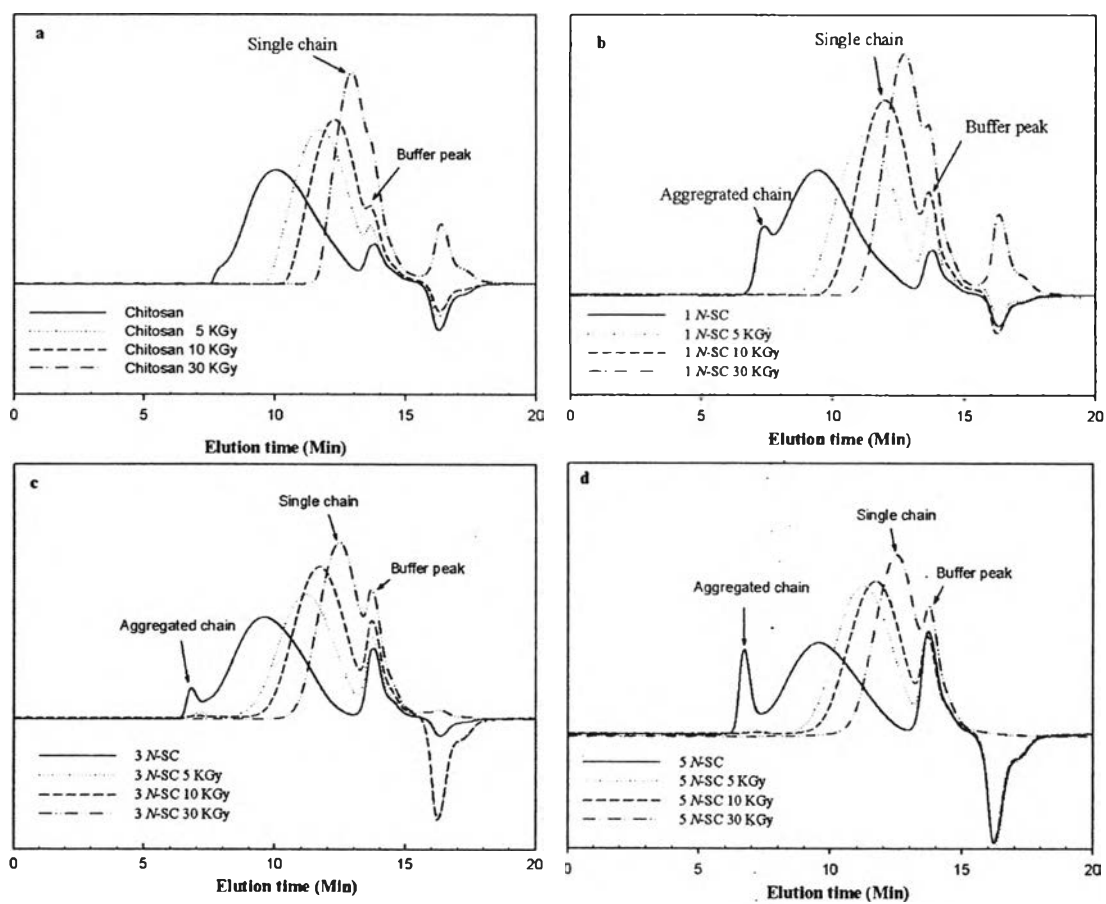 a
Single chain
Buffer peak
Chitosan
Chitosan 5 KGy
Chitosan 10 KGy
Chitosan 30 KGy
0 5 10 15 20
Elution time (Min)
b
Single chain
Buffer peak
Aggregrated chain
1 N-SC
1 N-SC 5 KGy
1 N-SC 10 KGy
1 N-SC 30 KGy
0 5 10 15 20
Elution time (Min)
c
Single chain
Buffer peak
Aggregated chain
3 N-SC
3 N-SC 5 KGy
3 N-SC 10 KGy
3 N-SC 30 KGy
0 5 10 15 20
Elution time (Min)
d
Single chain
Buffer peak
Aggregated chain
5 N-SC
5 N-SC 5 KGy
5 N-SC 10 KGy
5 N-SC 30 KGy
0 5 10 15 20
Elution time (Min)